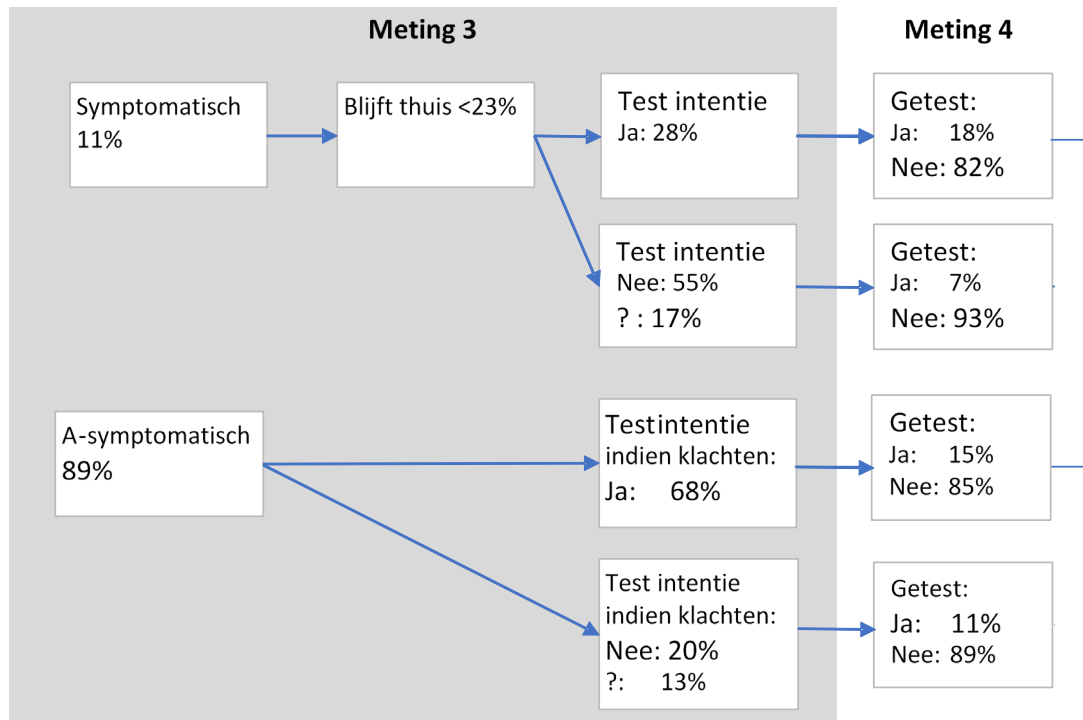 Meting 3
Meting 4
Symptomatisch
11%
Blijft thuis <23%
Test intentie
Ja: 28%
Getest:
Ja: 18%
Nee: 82%
Test intentie
Nee: 55%
? : 17%
Getest:
Ja: 7%
Nee: 93%
A-symptomatisch
89%
Testintentie
indien klachten:
Ja: 68%
Getest:
Ja: 15%
Nee: 85%
Test intentie
indien klachten:
Nee: 20%
?: 13%
Getest:
Ja: 11%
Nee: 89%